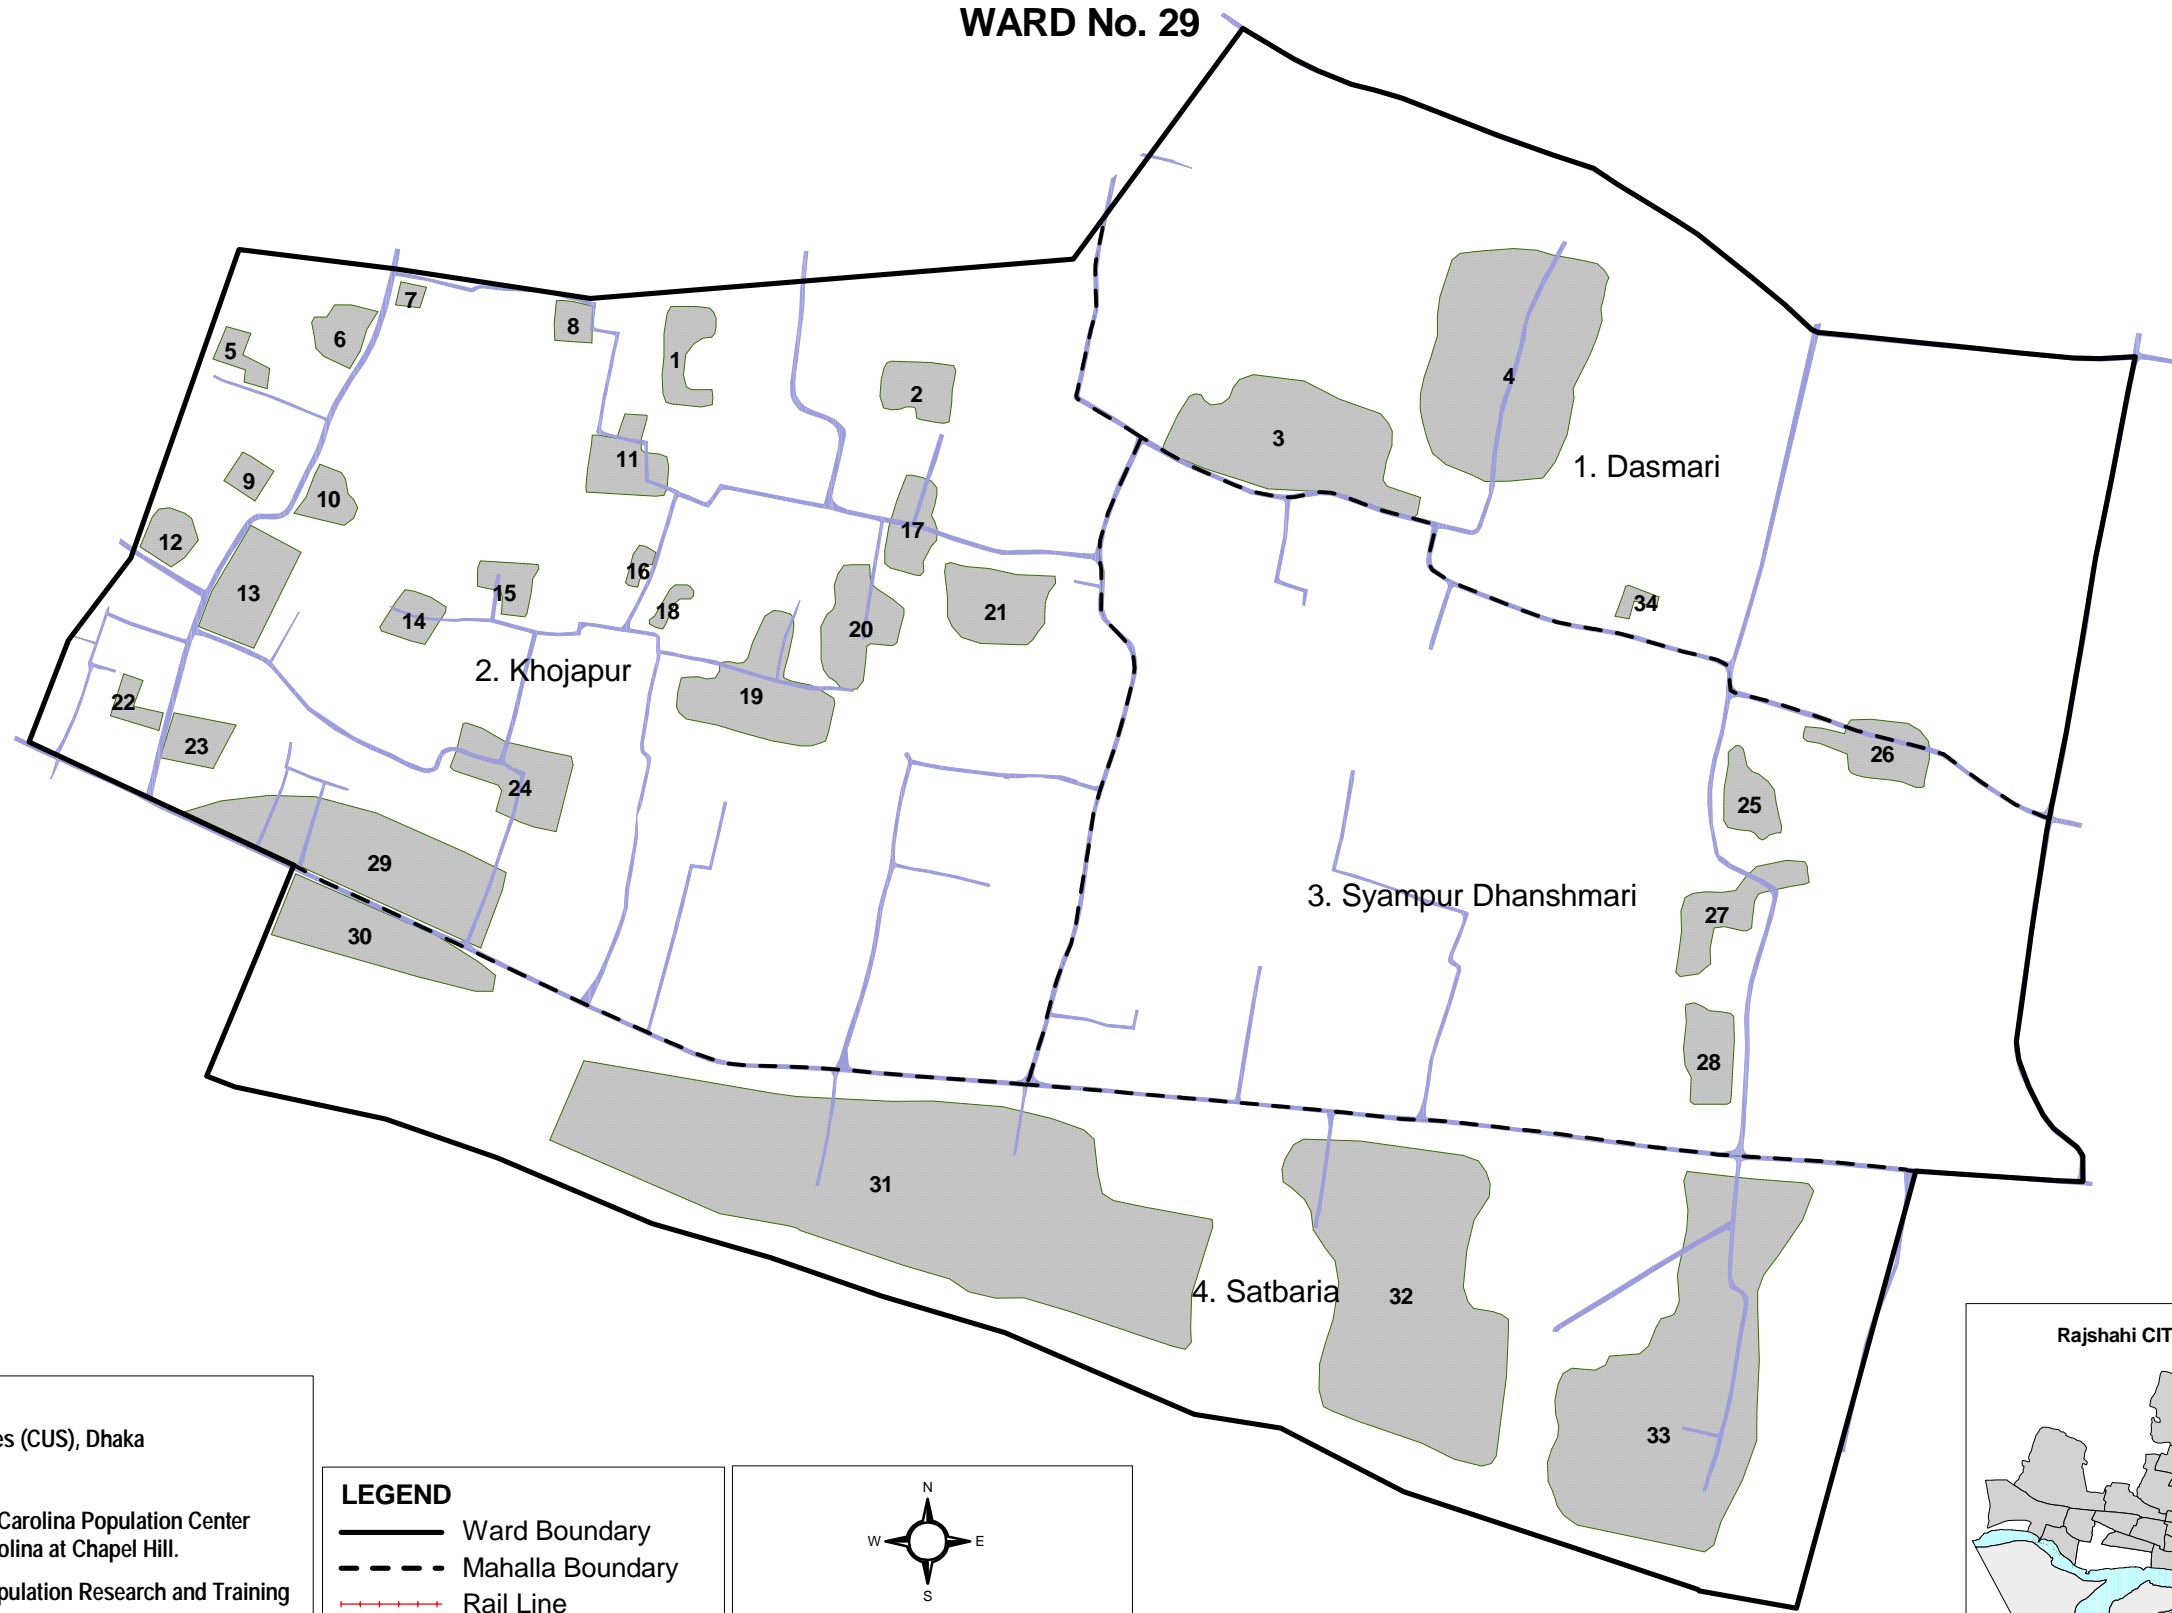 WARD No. 29
7
8
6
5
1
2
4
3
1. Dasmari
11
9
10
12
17
13
15
16
14
18
34
21
20
2. Khojapur
19
22
23
26
24
25
29
3. Syampur Dhanshmari
27
30
28
31
4. Satbaria
32
33
Rajshahi CIT
es (CUS), Dhaka
Carolina Population Center
olina at Chapel Hill.
pulation Research and Training
LEGEND
Ward Boundary
Mahalla Boundary
Rail Line
N
W E
S